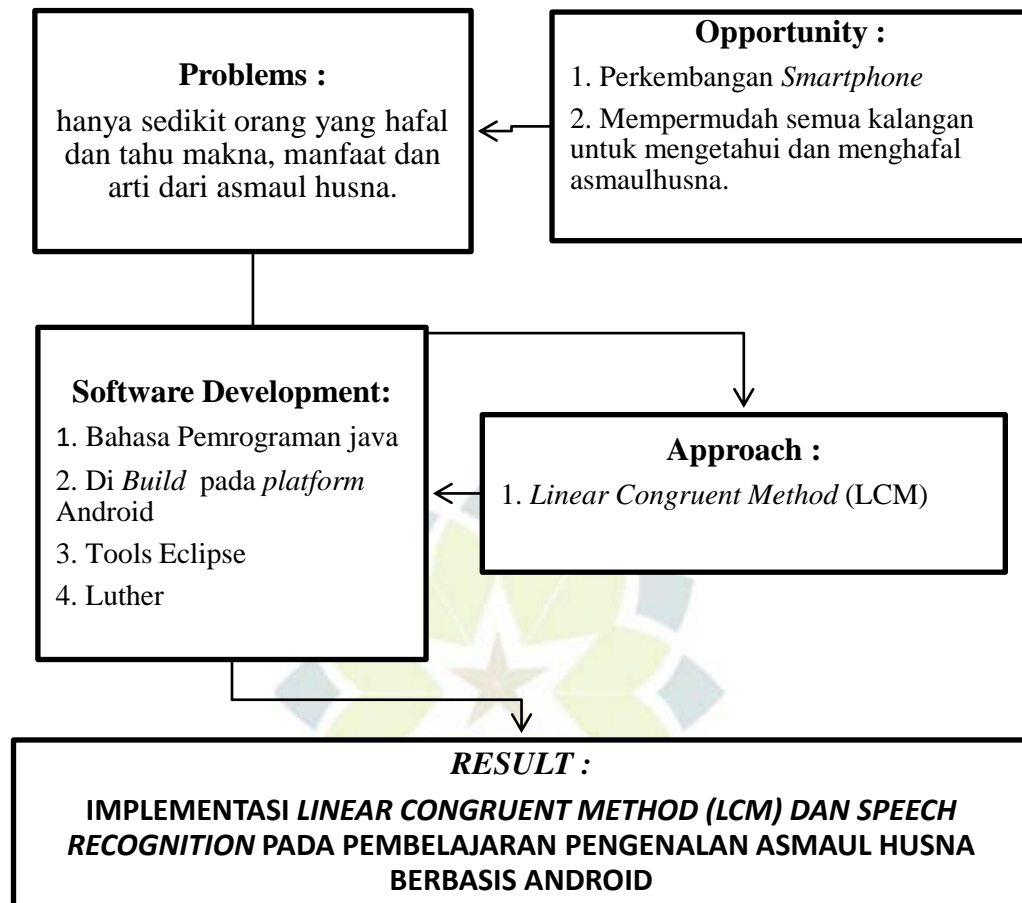 Problems :
hanya sedikit orang yang hafal
dan tahu makna, manfaat dan
arti dari asmaul husna.
Opportunity :
1. Perkembangan Smartphone
2. Mempermudah semua kalangan
untuk mengetahui dan menghafal
asmaulhusna.
Software Development:
1. Bahasa Pemrograman java
2. Di Build pada platform
Android
3. Tools Eclipse
4. Luther
Approach :
1. Linear Congruent Method (LCM)
RESULT :
IMPLEMENTASI LINEAR CONGRUENT METHOD (LCM) DAN SPEECH
RECOGNITION PADA PEMBELAJARAN PENGENALAN ASMAUL HUSNA
BERBASIS ANDROID